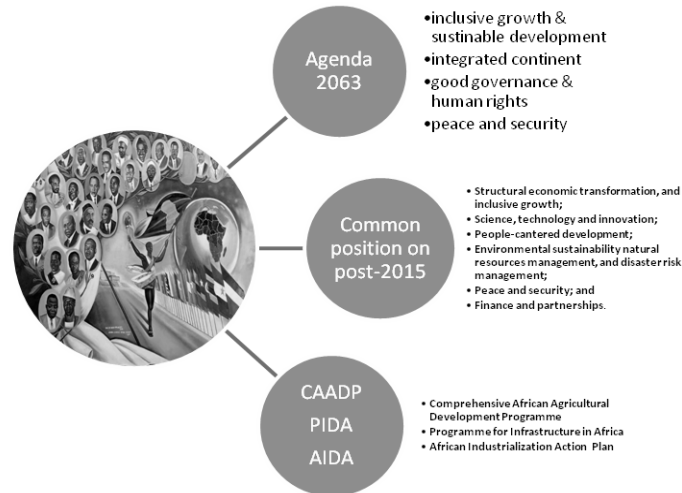 Agenda
2063
•inclusive growth &
sustinable development
•integrated continent
•good governance &
human rights
•peace and security
Common
position on
post-2015
• Structural economic transformation, and
inclusive growth;
• Science, technology and innovation;
• People-cantered development;
• Environmental sustainability natural
resources management, and disaster risk
management;
• Peace and security; and
• Finance and partnerships.
CAADP
PIDA
AIDA
• Comprehensive African Agricultural
Development Programme
• Programme for Infrastructure in Africa
• African Industrialization Action Plan